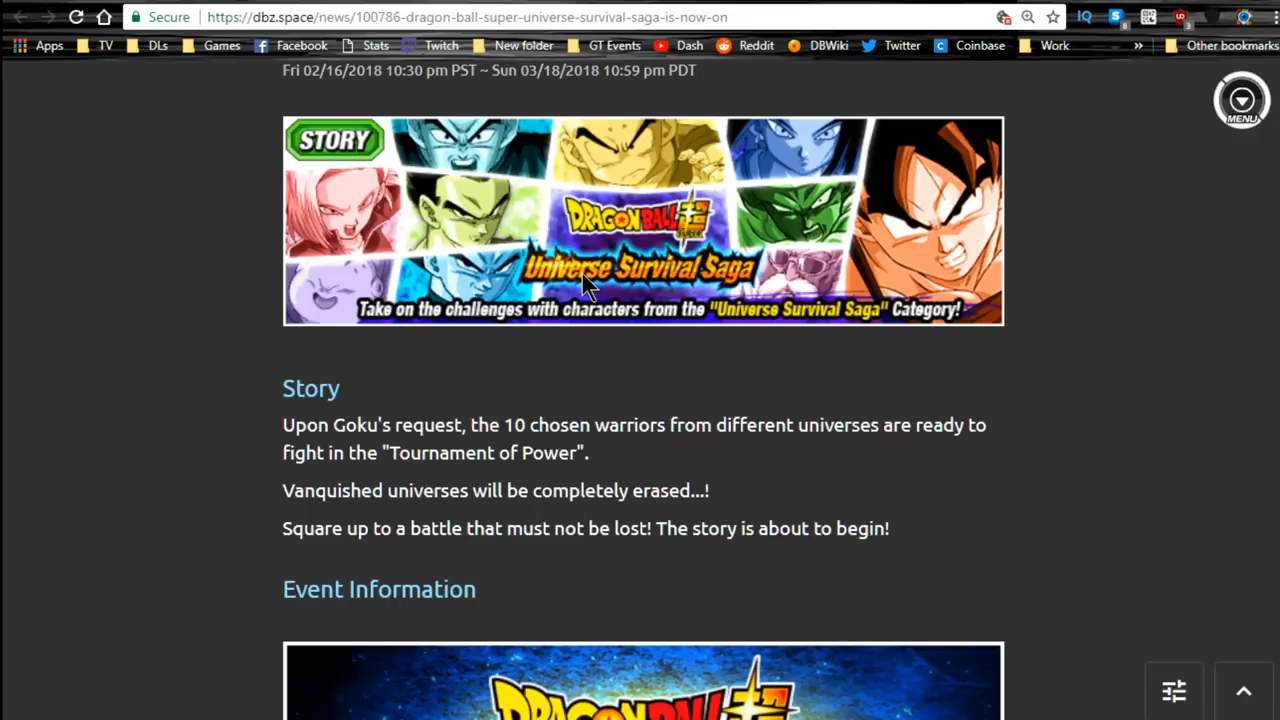 Secure https://dbz.space/news/100786-dragon-ball-super-universe-survival-saga-is-now-on
Apps TV DLs Games Facebook Stats Twitch New folder GT Events Dash Reddit DBWiki Twitter Coinbase Work » Other bookmarks
Fri 02/16/2018 10:30 pm PST ~ Sun 03/18/2018 10:59 pm PDT
MENU
STORY
DRAGON BALL 超
SUPER
Universe Survival Saga
Take on the challenges with characters from the "Universe Survival Saga" Category!
Story
Upon Goku's request, the 10 chosen warriors from different universes are ready to
fight in the "Tournament of Power".
Vanquished universes will be completely erased...!
Square up to a battle that must not be lost! The story is about to begin!
Event Information
DRAGON BALL